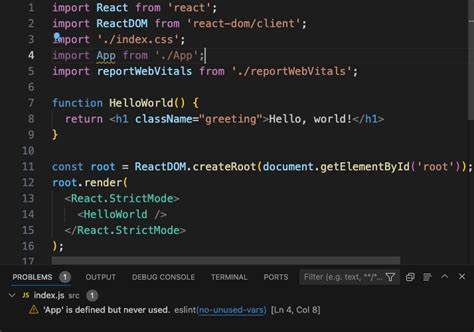 1 import React from 'react';
2 import ReactDOM from 'react-dom/client';
3 import './index.css';
4 import App from './App';
5 import reportWebVitals from './reportWebVitals';
6
7 function HelloWorld() {
8   return <h1 className="greeting">Hello, world!</h1>
9 }
10
11 const root = ReactDOM.createRoot(document.getElementById('root'));
12 root.render(
13   <React.StrictMode>
14     <HelloWorld />
15   </React.StrictMode>
16 );
PROBLEMS 1 OUTPUT DEBUG CONSOLE TERMINAL PORTS Filter (e.g. text, **/*
index.js src 1
'App' is defined but never used. eslint(no-unused-vars) [Ln 4, Col 8]